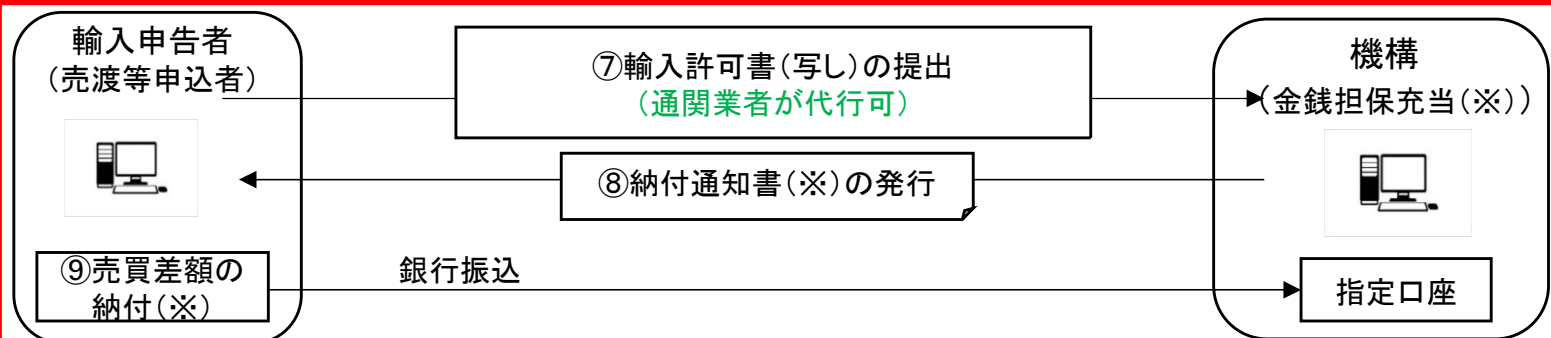 輸入申告者
（売渡等申込者）
⑦輸入許可書（写し）の提出
（通関業者が代行可）
機構
（金銭担保充当（※））
⑧納付通知書（※）の発行
⑨売買差額の
納付（※）
銀行振込
指定口座